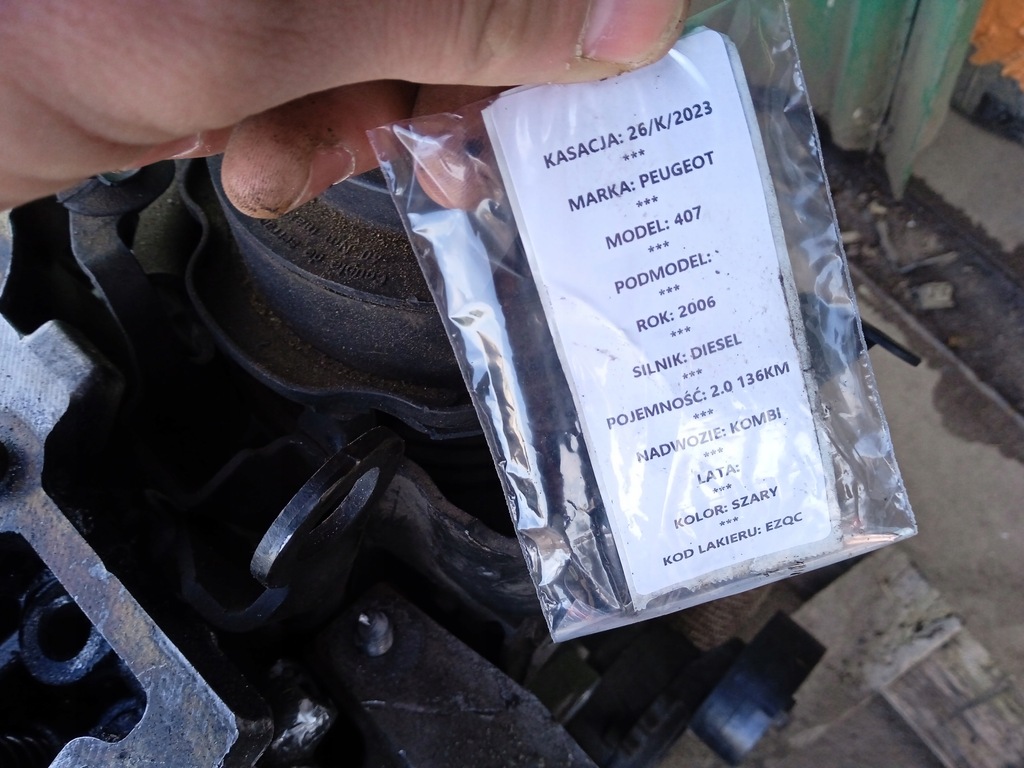 KASACJA: 26/K/2023
***
MARKA: PEUGEOT
***
MODEL: 407
***
PODMODEL:
***
ROK: 2006
***
SILNIK: DIESEL
***
POJEMNOŚĆ: 2.0 136KM
***
NADWOZIE: KOMBI
***
LATA:
***
KOLOR: SZARY
***
KOD LAKIERU: EZQC